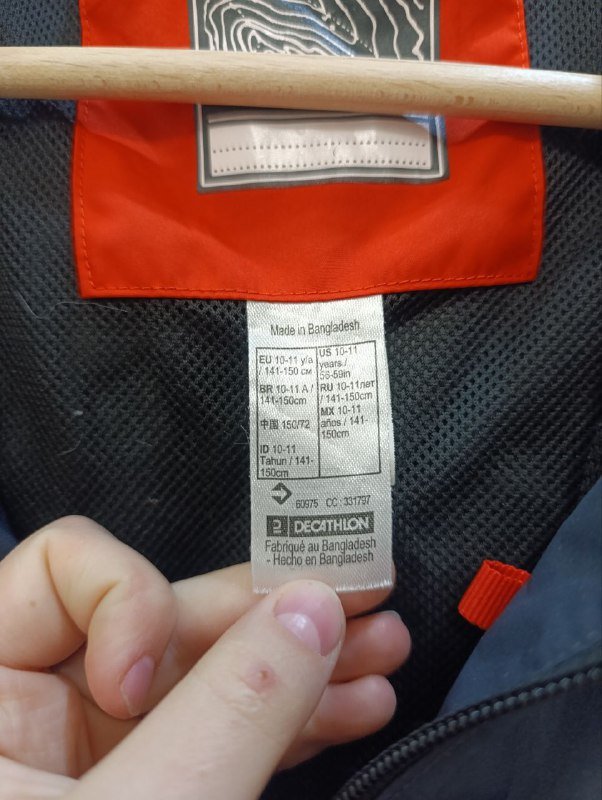 Made in Bangladesh
EU 10-11 y/a
/ 141-150 см
BR 10-11 A /
141-150cm
中国 150/72
ID 10-11
Tahun / 141-
150cm
US 10-11
years /
56-59in
RU 10-11лет
/ 141-150cm
MX 10-11
años / 141-
150cm
60975 CC : 331797
DECATHLON
Fabriqué au Bangladesh
- Hecho en Bangladesh